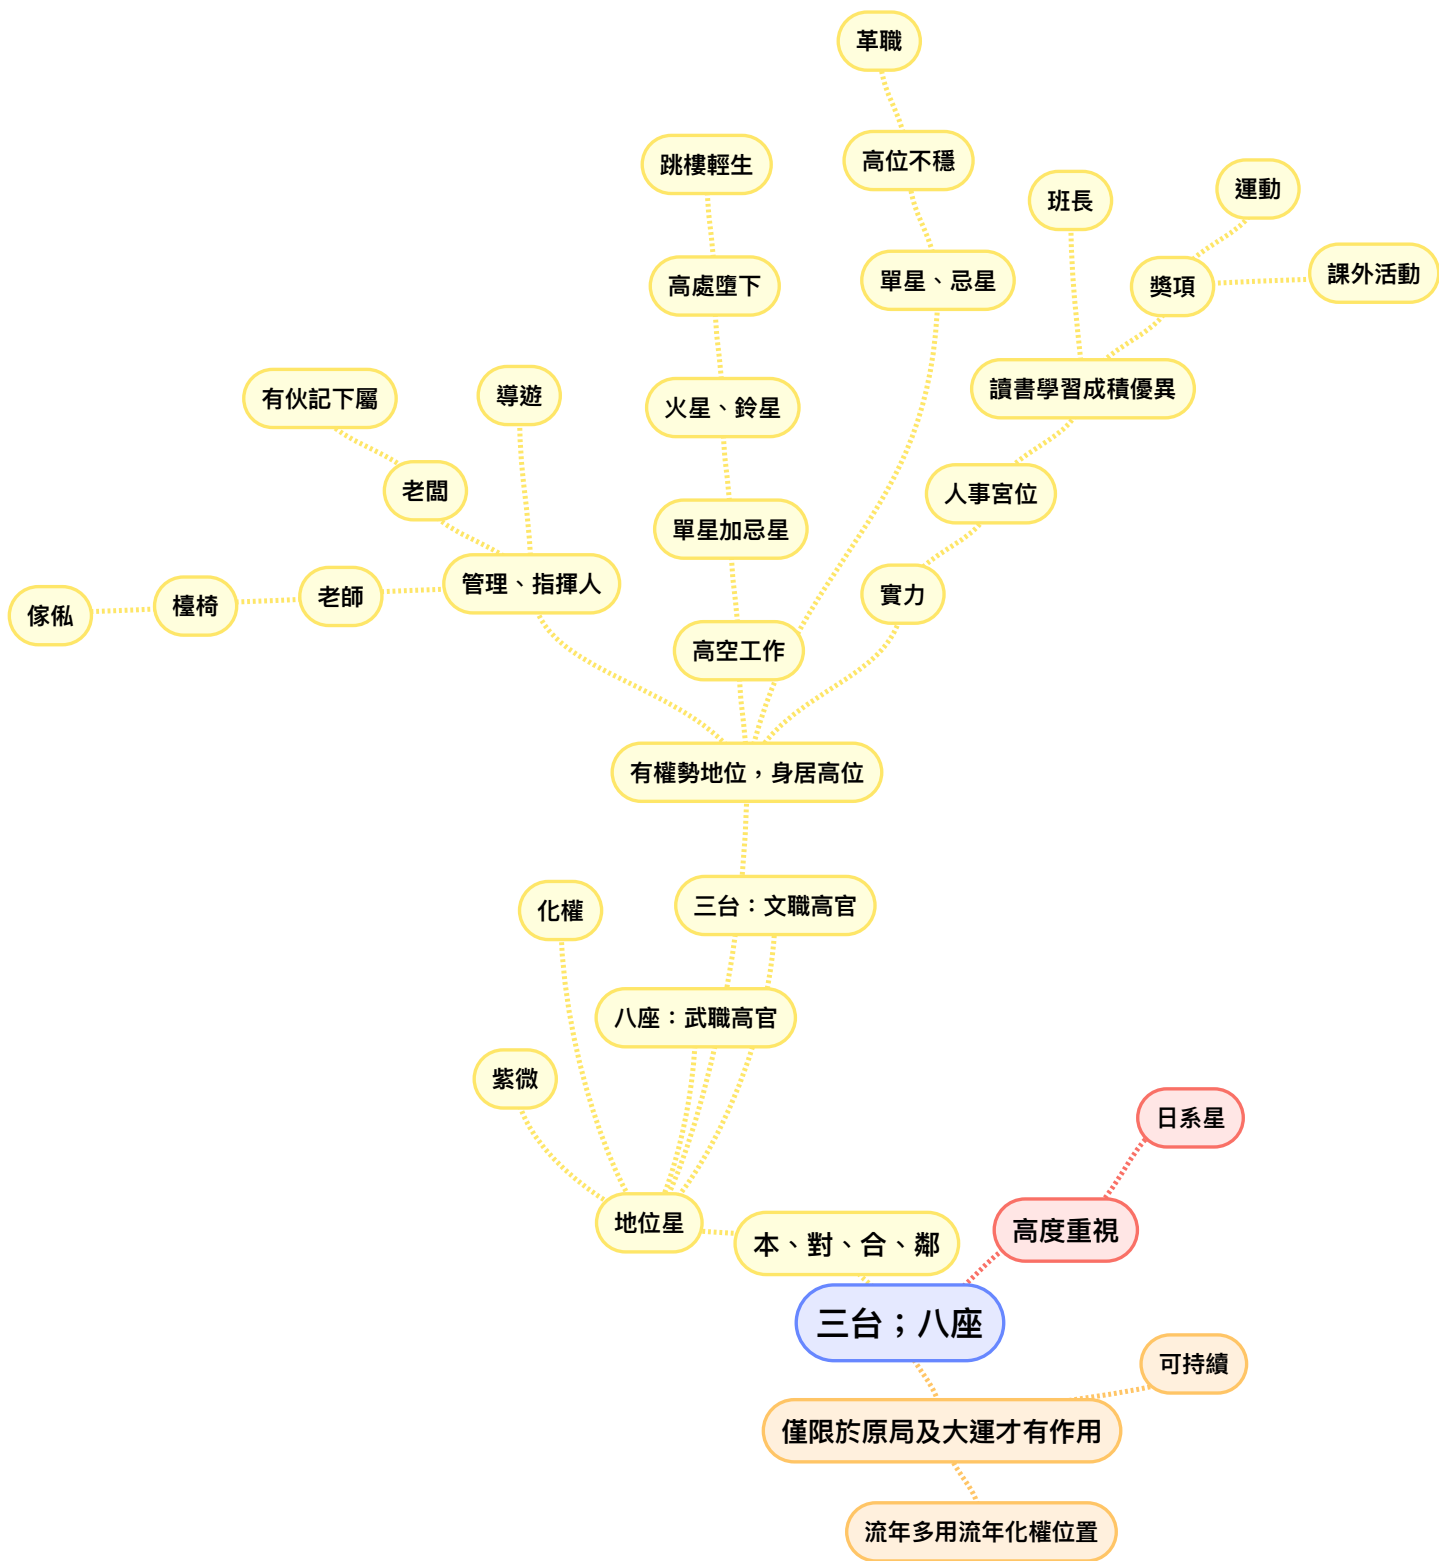 革職
跳樓輕生
高位不穩
班長
運動
高處墮下
單星、忌星
獎項
課外活動
有伙記下屬
導遊
火星、鈴星
讀書學習成積優異
老闆
單星加忌星
人事宮位
傢俬
檯椅
老師
管理、指揮人
實力
高空工作
有權勢地位，身居高位
化權
三台：文職高官
八座：武職高官
紫微
日系星
地位星
本、對、合、鄰
高度重視
三台；八座
可持續
僅限於原局及大運才有作用
流年多用流年化權位置